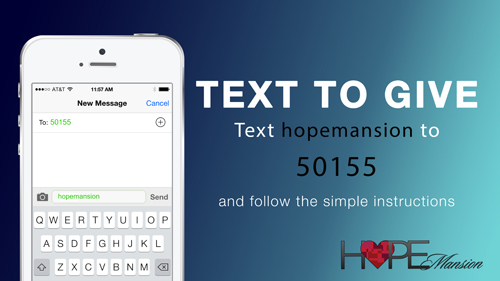 AT&T 11:57 AM
New Message Cancel
To: 50155
hopemansion Send
Q W E R T Y U I O P
A S D F G H J K L
Z X C V B N M
TEXT TO GIVE
Text hopemansion to
50155
and follow the simple instructions
HOPE
Mansion